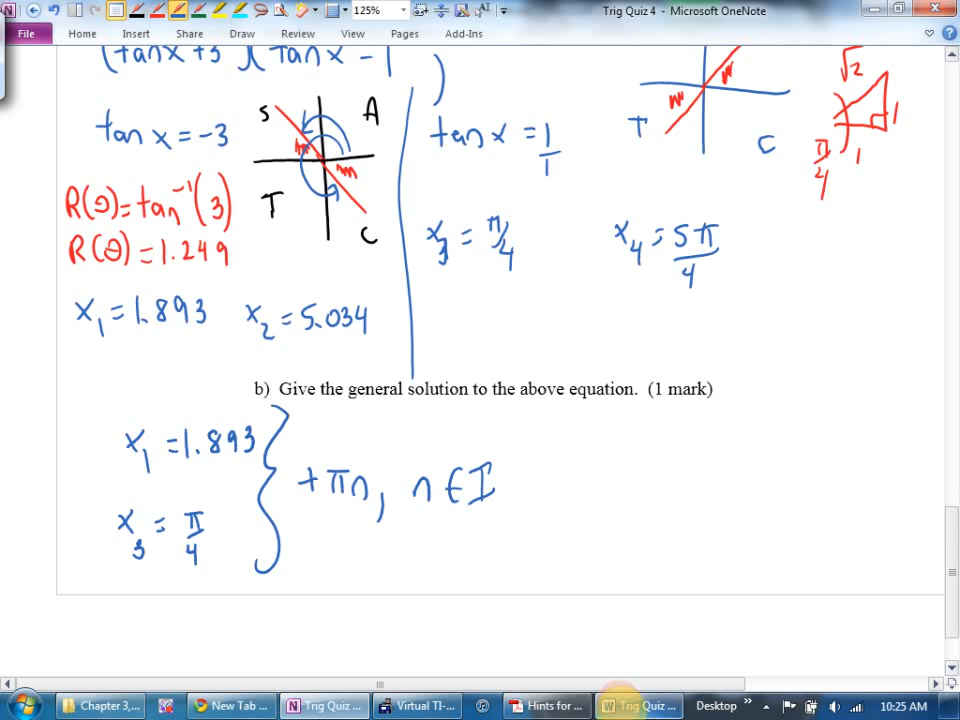 Trig Quiz 4 - Microsoft OneNote
125%
File Home Insert Share Draw Review View Pages Add-Ins
(tanx+3)(tanx-1)
tanx = -3
S A
T C
R(θ)=tan⁻¹(3)
R(θ)=1.249
x₁=1.893 x₂=5.034
tanx = 1/1
T C
√2
1
1
π/4
x₃ = π/4 x₄ = 5π/4
b) Give the general solution to the above equation. (1 mark)
x₁ = 1.893
x₃ = π/4
+πn, n∈I
Chapter 3,... New Tab ... Trig Quiz ... Virtual TI-... Hints for ... Trig Quiz ... Desktop » 10:25 AM